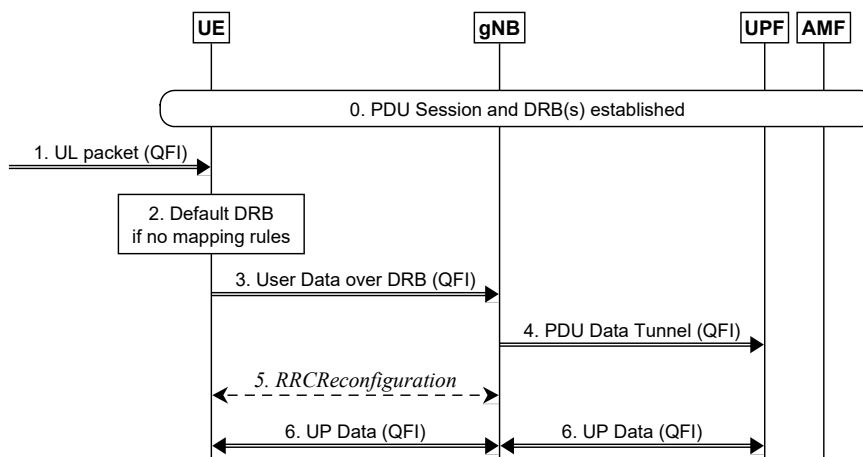 UE
gNB
UPF
AMF
0. PDU Session and DRB(s) established
1. UL packet (QFI)
2. Default DRB
if no mapping rules
3. User Data over DRB (QFI)
4. PDU Data Tunnel (QFI)
5. RRCReconfiguration
6. UP Data (QFI)
6. UP Data (QFI)